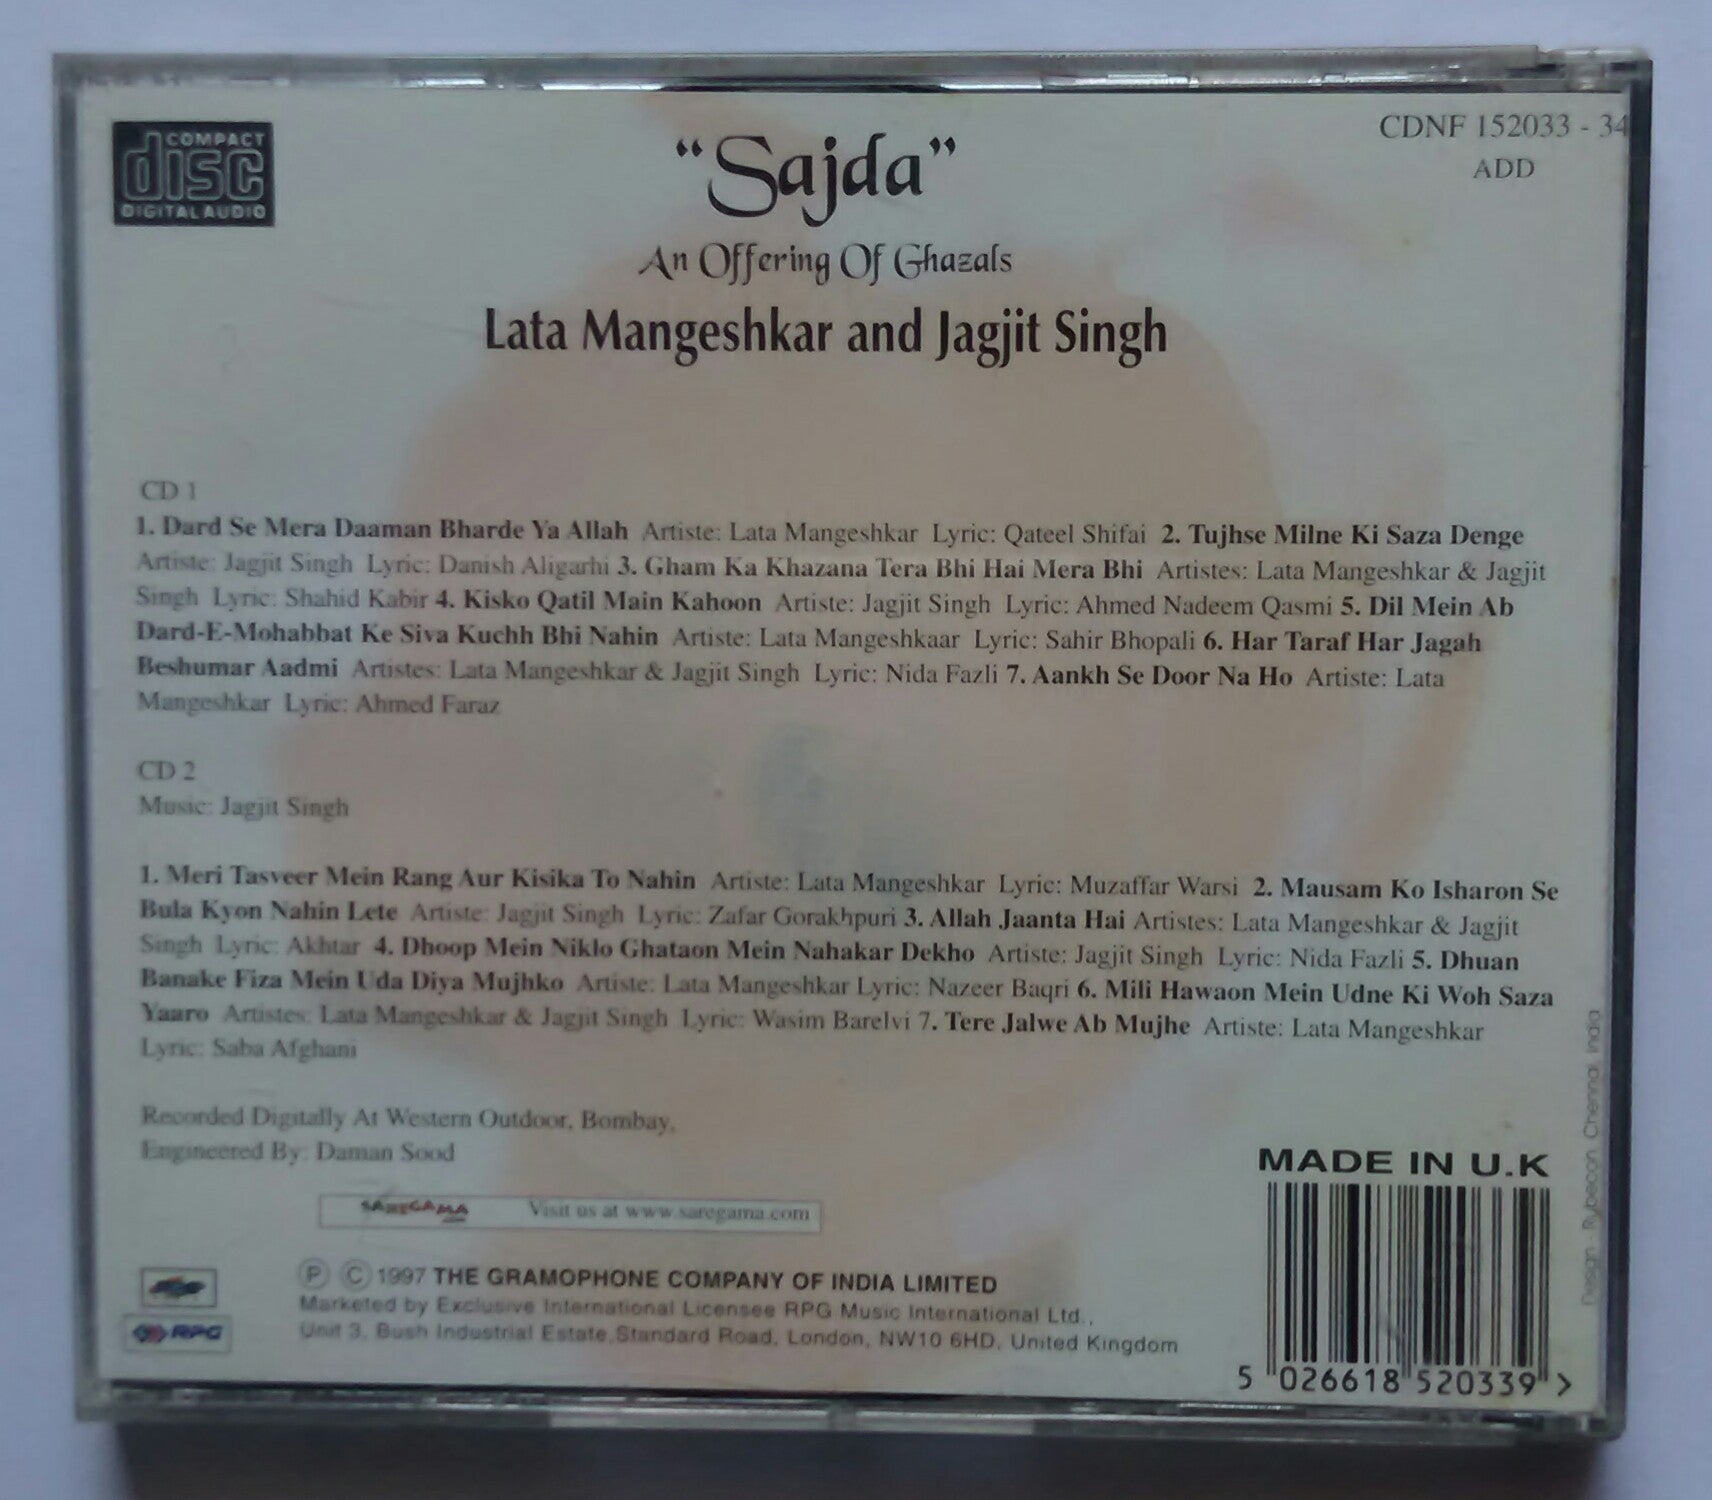 COMPACT
disc
DIGITAL AUDIO
CDNF 152033 - 34
ADD
"Sajda"
An Offering Of Ghazals
Lata Mangeshkar and Jagjit Singh
CD 1
1. Dard Se Mera Daaman Bharde Ya Allah Artiste: Lata Mangeshkar Lyric: Qateel Shifai 2. Tujhse Milne Ki Saza Denge
Artiste: Jagjit Singh Lyric: Danish Aligarhi 3. Gham Ka Khazana Tera Bhi Hai Mera Bhi Artistes: Lata Mangeshkar & Jagjit
Singh Lyric: Shahid Kabir 4. Kisko Qatil Main Kahoon Artiste: Jagjit Singh Lyric: Ahmed Nadeem Qasmi 5. Dil Mein Ab
Dard-E-Mohabbat Ke Siva Kuchh Bhi Nahin Artiste: Lata Mangeshkaar Lyric: Sahir Bhopali 6. Har Taraf Har Jagah
Beshumar Aadmi Artistes: Lata Mangeshkar & Jagjit Singh Lyric: Nida Fazli 7. Aankh Se Door Na Ho Artiste: Lata
Mangeshkar Lyric: Ahmed Faraz
CD 2
Music: Jagjit Singh
1. Meri Tasveer Mein Rang Aur Kisika To Nahin Artiste: Lata Mangeshkar Lyric: Muzaffar Warsi 2. Mausam Ko Isharon Se
Bula Kyon Nahin Lete Artiste: Jagjit Singh Lyric: Zafar Gorakhpuri 3. Allah Jaanta Hai Artistes: Lata Mangeshkar & Jagjit
Singh Lyric: Akhtar 4. Dhoop Mein Niklo Ghataon Mein Nahakar Dekho Artiste: Jagjit Singh Lyric: Nida Fazli 5. Dhuan
Banake Fiza Mein Uda Diya Mujhko Artiste: Lata Mangeshkar Lyric: Nazeer Baqri 6. Mili Hawaon Mein Udne Ki Woh Saza
Yaaro Artistes: Lata Mangeshkar & Jagjit Singh Lyric: Wasim Barelvi 7. Tere Jalwe Ab Mujhe Artiste: Lata Mangeshkar
Lyric: Saba Afghani
Recorded Digitally At Western Outdoor, Bombay,
Engineered By: Daman Sood
SAREGAMA Visit us at www.saregama.com
RPG
℗ © 1997 THE GRAMOPHONE COMPANY OF INDIA LIMITED
Marketed by Exclusive International Licensee RPG Music International Ltd.,
Unit 3, Bush Industrial Estate, Standard Road, London, NW10 6HD, United Kingdom
MADE IN U.K
5 026618 520339 >
Design - Rybecon, Chennai, India